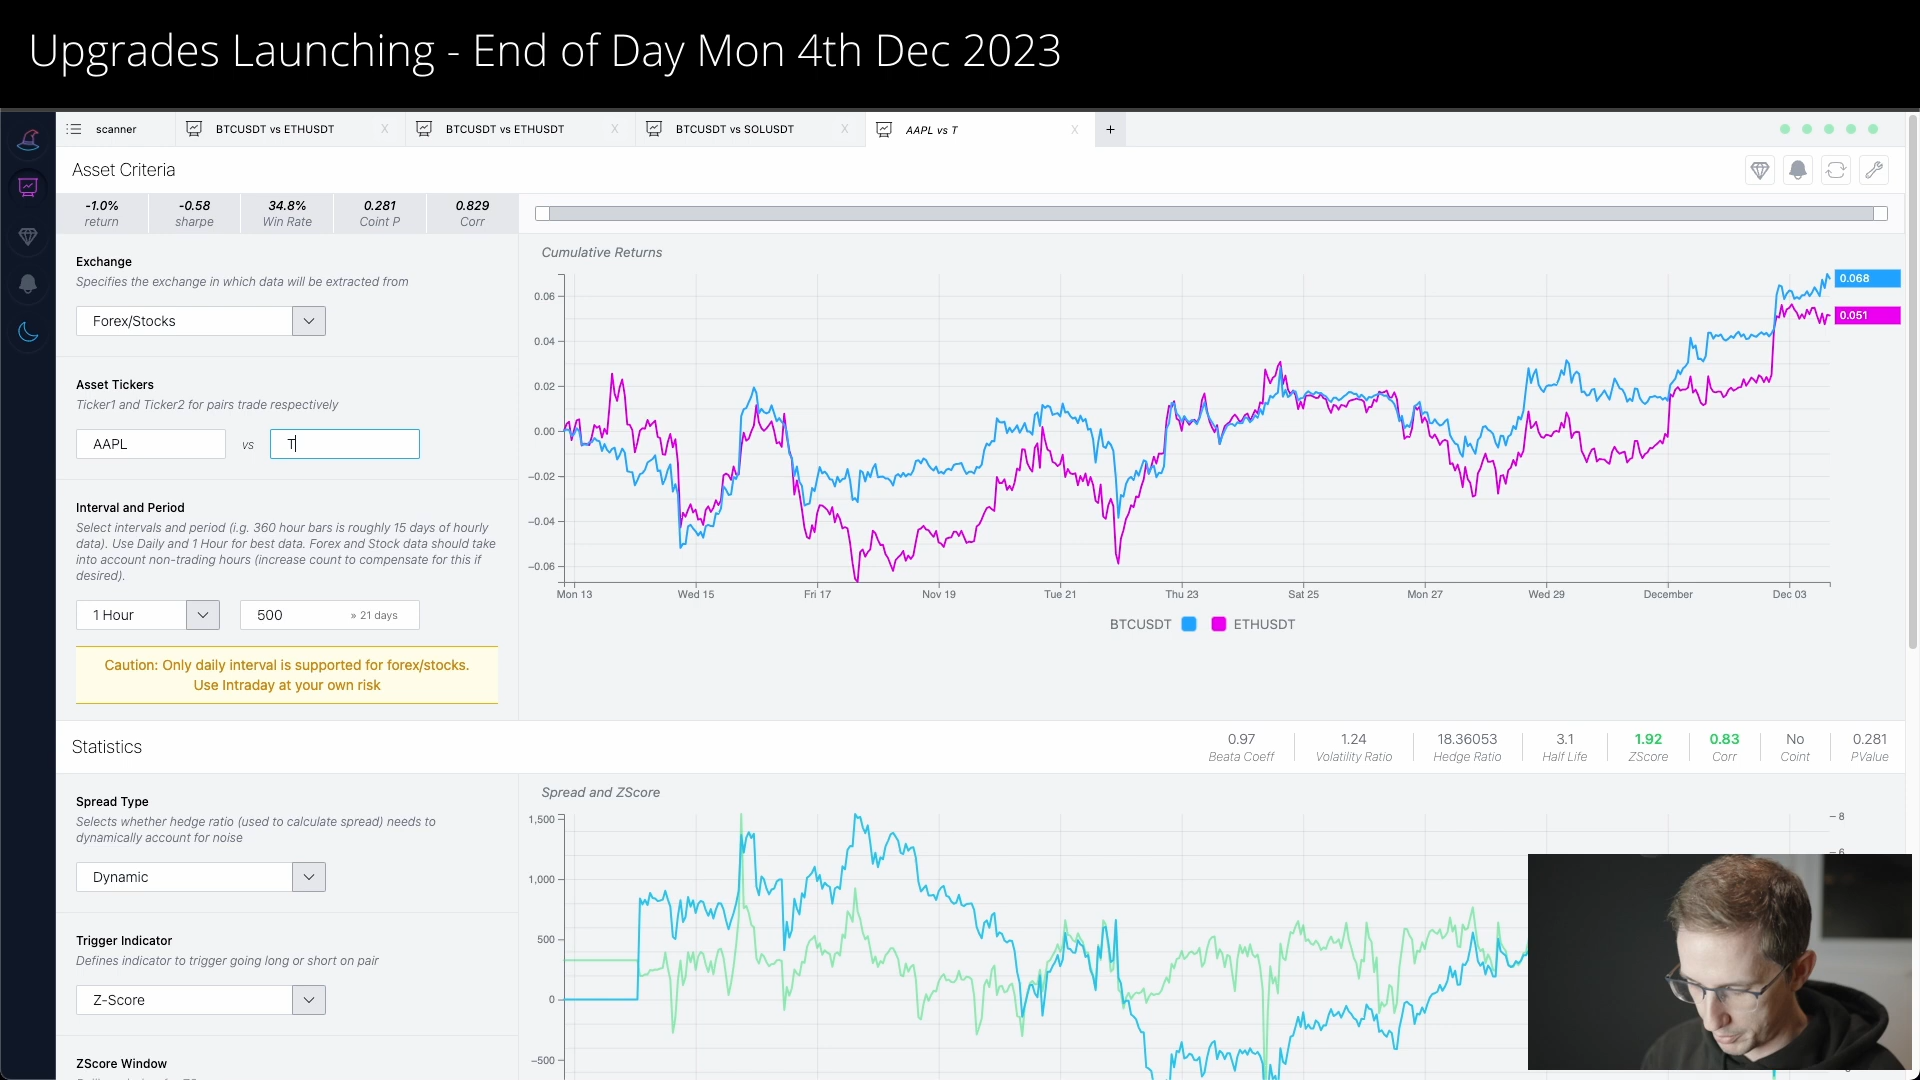 Upgrades Launching - End of Day Mon 4th Dec 2023
scanner
BTCUSDT vs ETHUSDT X
BTCUSDT vs ETHUSDT X
BTCUSDT vs SOLUSDT X
AAPL vs T X
+
Asset Criteria
-1.0% -0.58 34.8% 0.281 0.829
return sharpe Win Rate Coint P Corr
Exchange
Specifies the exchange in which data will be extracted from
Forex/Stocks
Asset Tickers
Ticker1 and Ticker2 for pairs trade respectively
AAPL vs T
Interval and Period
Select intervals and period (i.g. 360 hour bars is roughly 15 days of hourly
data). Use Daily and 1 Hour for best data. Forex and Stock data should take
into account non-trading hours (increase count to compensate for this if
desired).
1 Hour 500 » 21 days
Caution: Only daily interval is supported for forex/stocks.
Use Intraday at your own risk
Cumulative Returns
0.06
0.04
0.02
0.00
−0.02
−0.04
−0.06
0.068
0.051
Mon 13 Wed 15 Fri 17 Nov 19 Tue 21 Thu 23 Sat 25 Mon 27 Wed 29 December Dec 03
BTCUSDT ETHUSDT
Statistics
0.97 1.24 18.36053 3.1 1.92 0.83 No 0.281
Beata Coeff Volatility Ratio Hedge Ratio Half Life ZScore Corr Coint PValue
Spread Type
Selects whether hedge ratio (used to calculate spread) needs to
dynamically account for noise
Dynamic
Trigger Indicator
Defines indicator to trigger going long or short on pair
Z-Score
ZScore Window
Spread and ZScore
1,500
1,000
500
0
−500
8
6